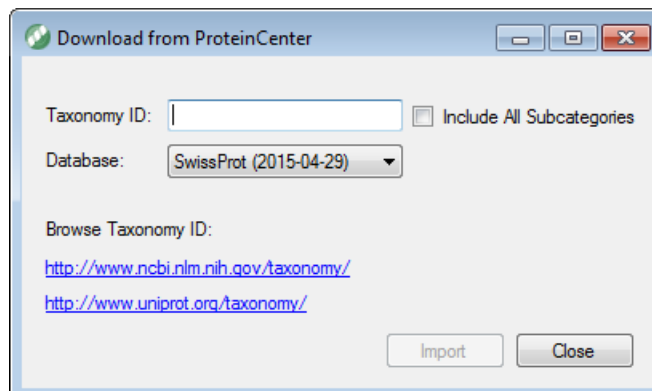 Download from ProteinCenter
Taxonomy ID:
Include All Subcategories
Database:
SwissProt (2015-04-29)
Browse Taxonomy ID:
http://www.ncbi.nlm.nih.gov/taxonomy/
http://www.uniprot.org/taxonomy/
Import
Close